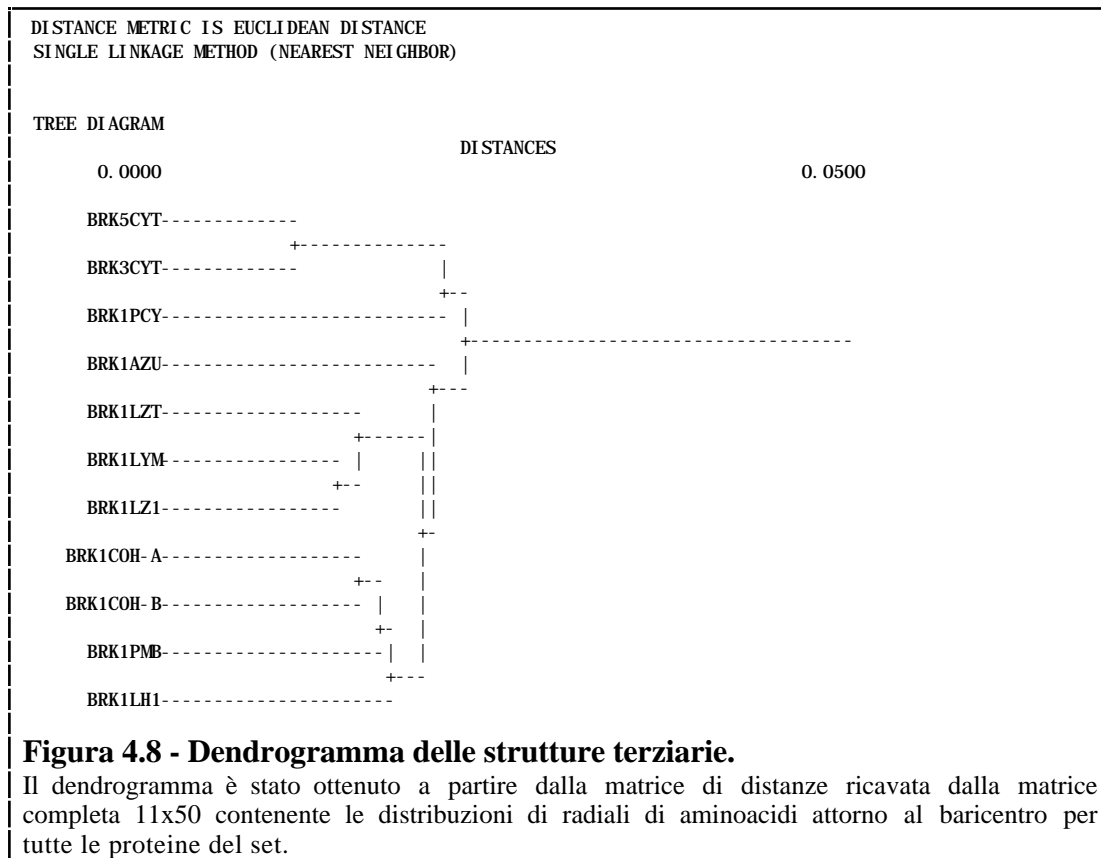 DISTANCE METRIC IS EUCLIDEAN DISTANCE
SINGLE LINKAGE METHOD (NEAREST NEIGHBOR)
TREE DIAGRAM
DISTANCES
0.0000 0.0500
BRK5CYT
BRK3CYT
BRK1PCY
BRK1AZU
BRK1LZT
BRK1LYM
BRK1LZ1
BRK1COH-A
BRK1COH-B
BRK1PMB
BRK1LH1
Figura 4.8 - Dendrogramma delle strutture terziarie.
Il dendrogramma è stato ottenuto a partire dalla matrice di distanze ricavata dalla matrice
completa 11x50 contenente le distribuzioni di radiali di aminoacidi attorno al baricentro per
tutte le proteine del set.